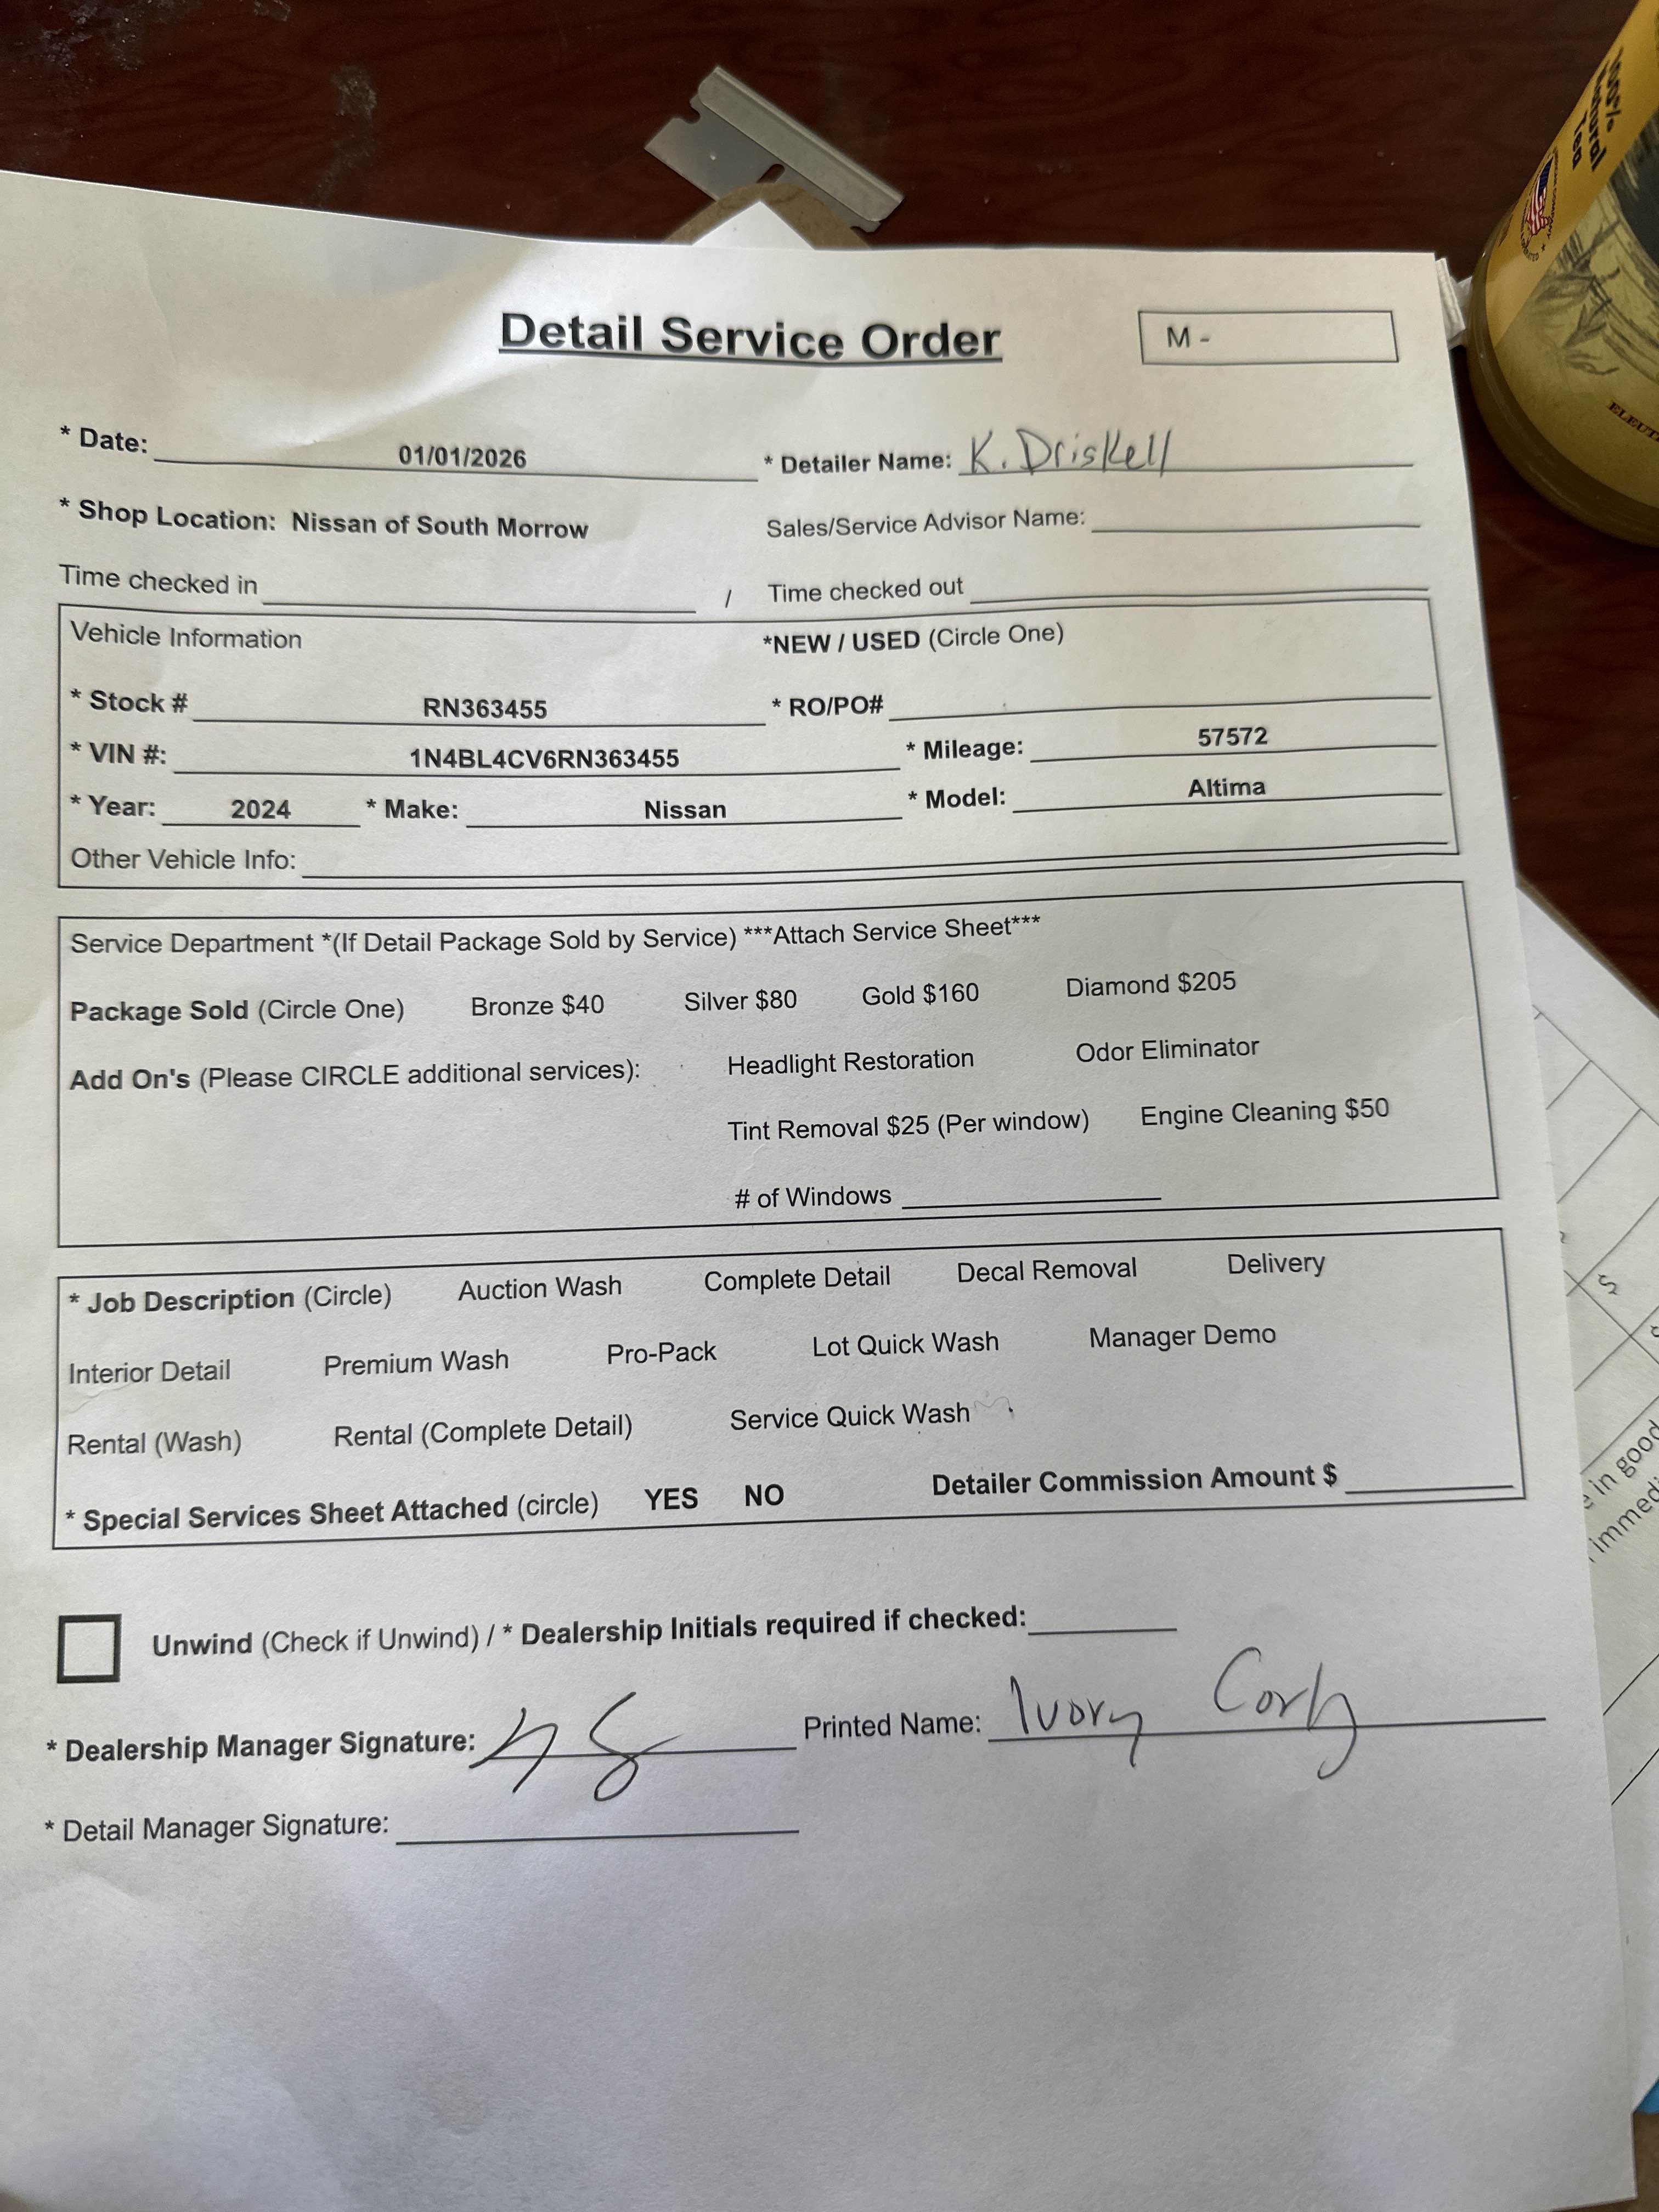 100%
Natural
Tea
ELEUT
Detail Service Order
M -
* Date: 01/01/2026 * Detailer Name: K. Driskell
* Shop Location: Nissan of South Morrow Sales/Service Advisor Name:
Time checked in / Time checked out
Vehicle Information *NEW / USED (Circle One)
* Stock # RN363455 * RO/PO#
* VIN #: 1N4BL4CV6RN363455 * Mileage: 57572
* Year: 2024 * Make: Nissan * Model: Altima
Other Vehicle Info:
Service Department *(If Detail Package Sold by Service) ***Attach Service Sheet***
Package Sold (Circle One) Bronze $40 Silver $80 Gold $160 Diamond $205
Add On's (Please CIRCLE additional services): Headlight Restoration Odor Eliminator
Tint Removal $25 (Per window) Engine Cleaning $50
# of Windows
* Job Description (Circle) Auction Wash Complete Detail Decal Removal Delivery
Interior Detail Premium Wash Pro-Pack Lot Quick Wash Manager Demo
Rental (Wash) Rental (Complete Detail) Service Quick Wash
* Special Services Sheet Attached (circle) YES NO Detailer Commission Amount $
Unwind (Check if Unwind) / * Dealership Initials required if checked:
* Dealership Manager Signature: Printed Name: Ivory
* Detail Manager Signature:
$
in good
immedi